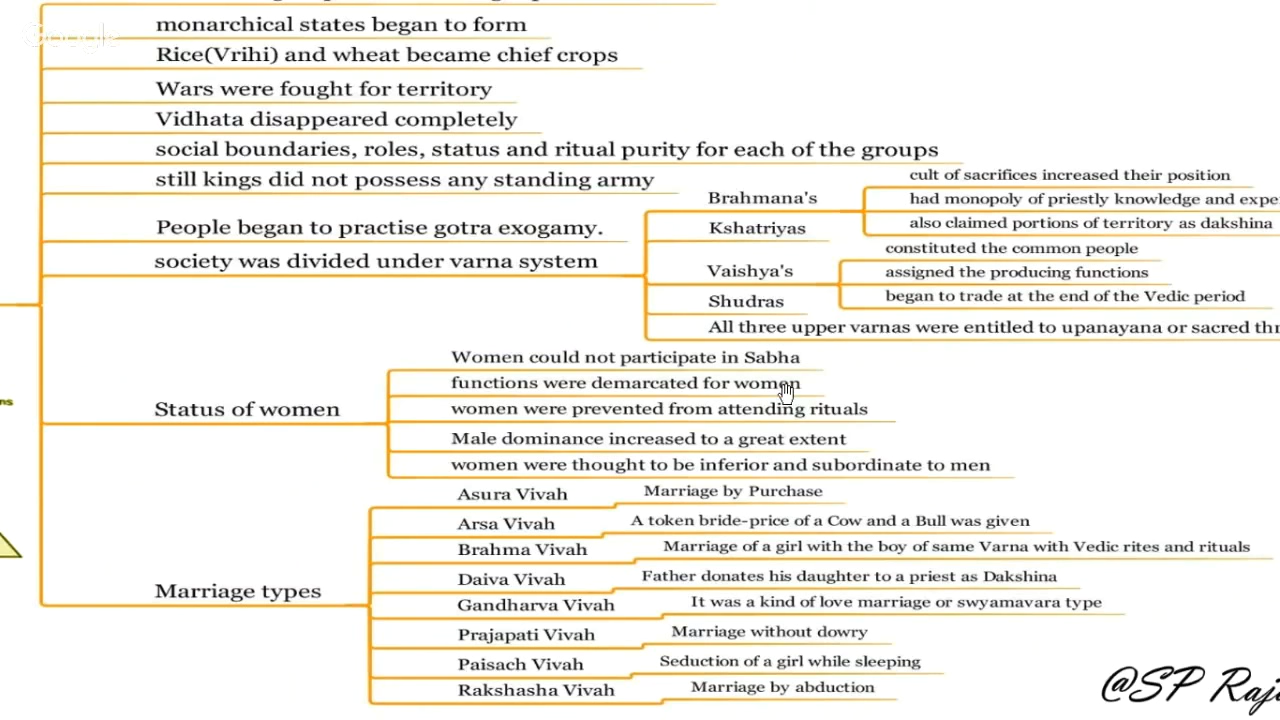 monarchical states began to form
Rice(Vrihi) and wheat became chief crops
Wars were fought for territory
Vidhata disappeared completely
social boundaries, roles, status and ritual purity for each of the groups
still kings did not possess any standing army
People began to practise gotra exogamy.
society was divided under varna system
Brahmana's
cult of sacrifices increased their position
had monopoly of priestly knowledge and
also claimed portions of territory as dakshina
Kshatriyas
Vaishya's
constituted the common people
assigned the producing functions
began to trade at the end of the Vedic period
Shudras
All three upper varnas were entitled to upanayana or sacred
Status of women
Women could not participate in Sabha
functions were demarcated for women
women were prevented from attending rituals
Male dominance increased to a great extent
women were thought to be inferior and subordinate to men
Marriage types
Asura Vivah
Marriage by Purchase
Arsa Vivah
A token bride-price of a Cow and a Bull was given
Brahma Vivah
Marriage of a girl with the boy of same Varna with Vedic rites and rituals
Daiva Vivah
Father donates his daughter to a priest as Dakshina
Gandharva Vivah
It was a kind of love marriage or swyamavara type
Prajapati Vivah
Marriage without dowry
Paisach Vivah
Seduction of a girl while sleeping
Rakshasha Vivah
Marriage by abduction
Google
@SP